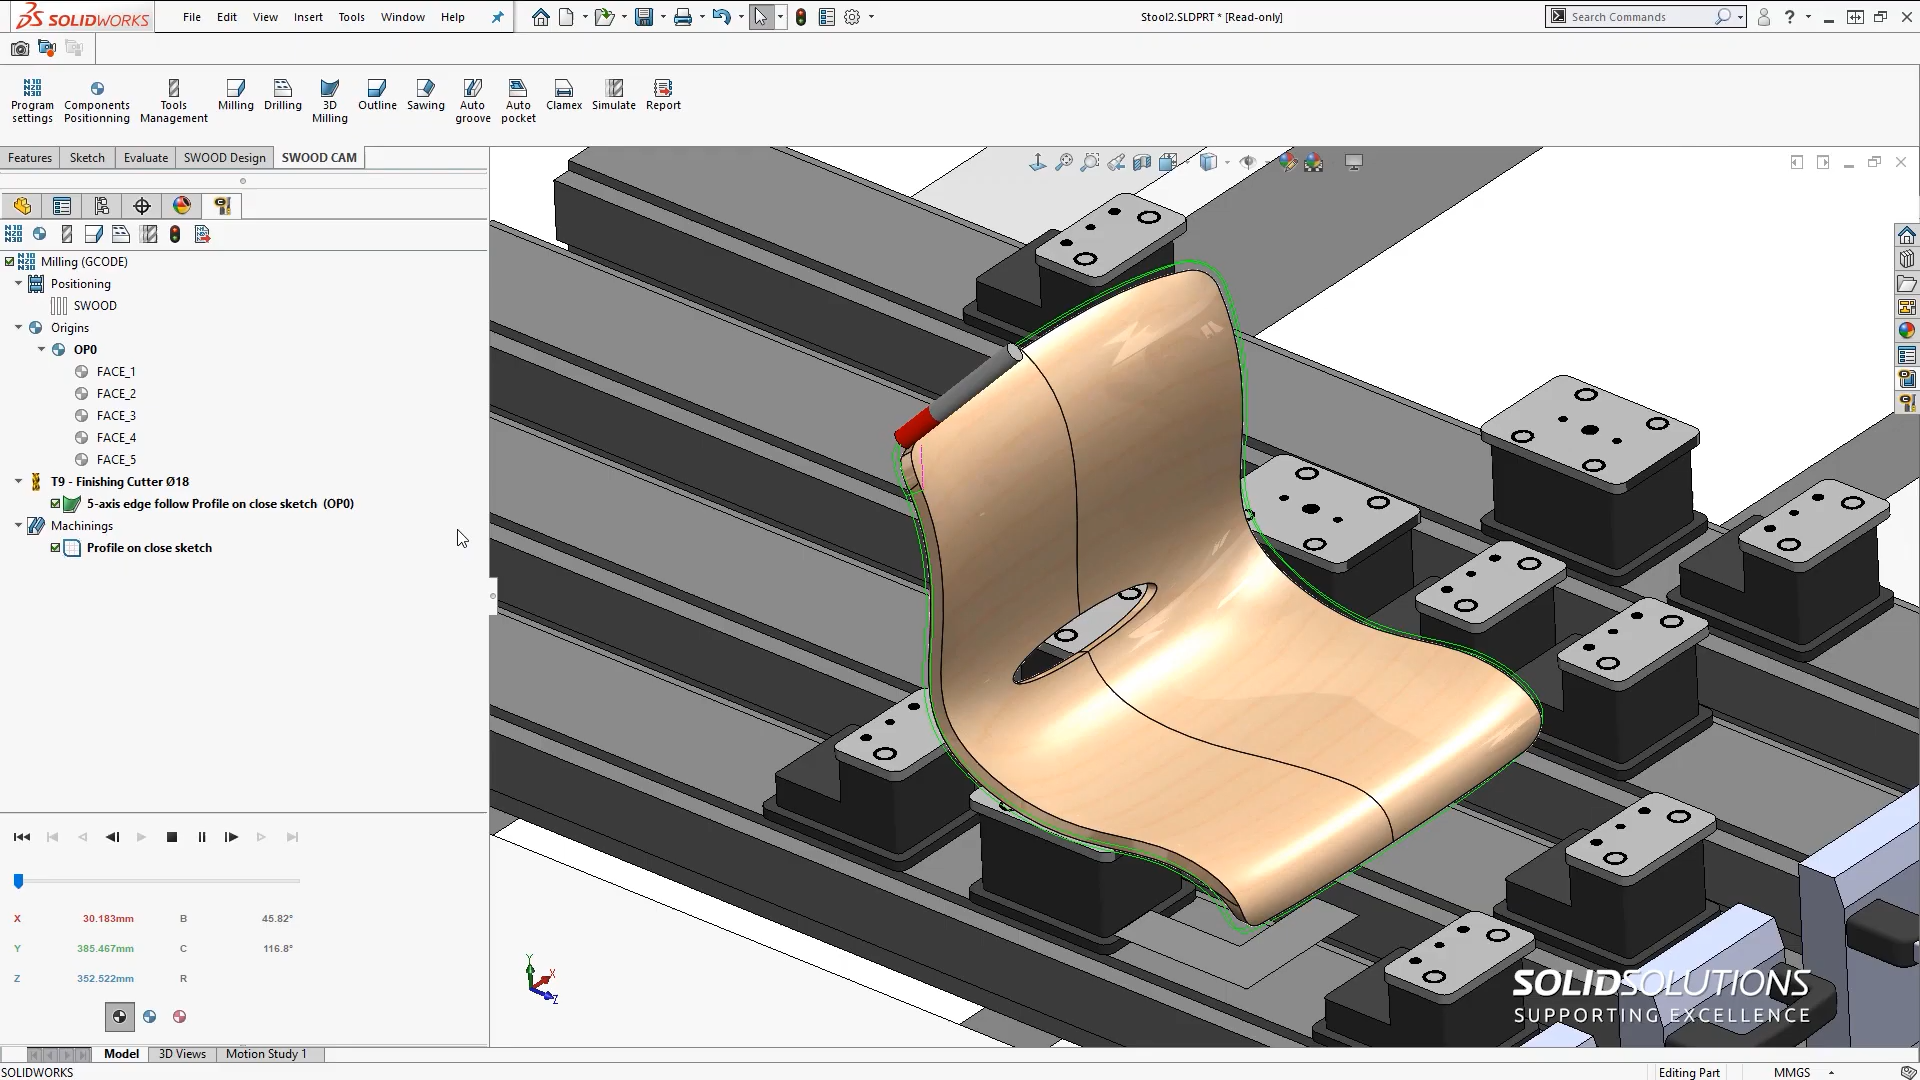 SOLIDWORKS File Edit View Insert Tools Window Help Stool2.SLDPRT * [Read-only] Search Commands
Program settings
Components Positionning
Tools Management
Milling
Drilling
3D Milling
Outline
Sawing
Auto groove
Auto pocket
Clamex
Simulate
Report
Features Sketch Evaluate SWOOD Design SWOOD CAM
Milling (GCODE)
Positioning
SWOOD
Origins
OP0
FACE_1
FACE_2
FACE_3
FACE_4
FACE_5
T9 - Finishing Cutter Ø18
5-axis edge follow Profile on close sketch (OP0)
Machinings
Profile on close sketch
X 30.183mm B 45.82°
Y 385.467mm C 116.8°
Z 352.522mm R
Y
X
Z
SOLIDSOLUTIONS
SUPPORTING EXCELLENCE
Model 3D Views Motion Study 1
SOLIDWORKS Editing Part MMGS